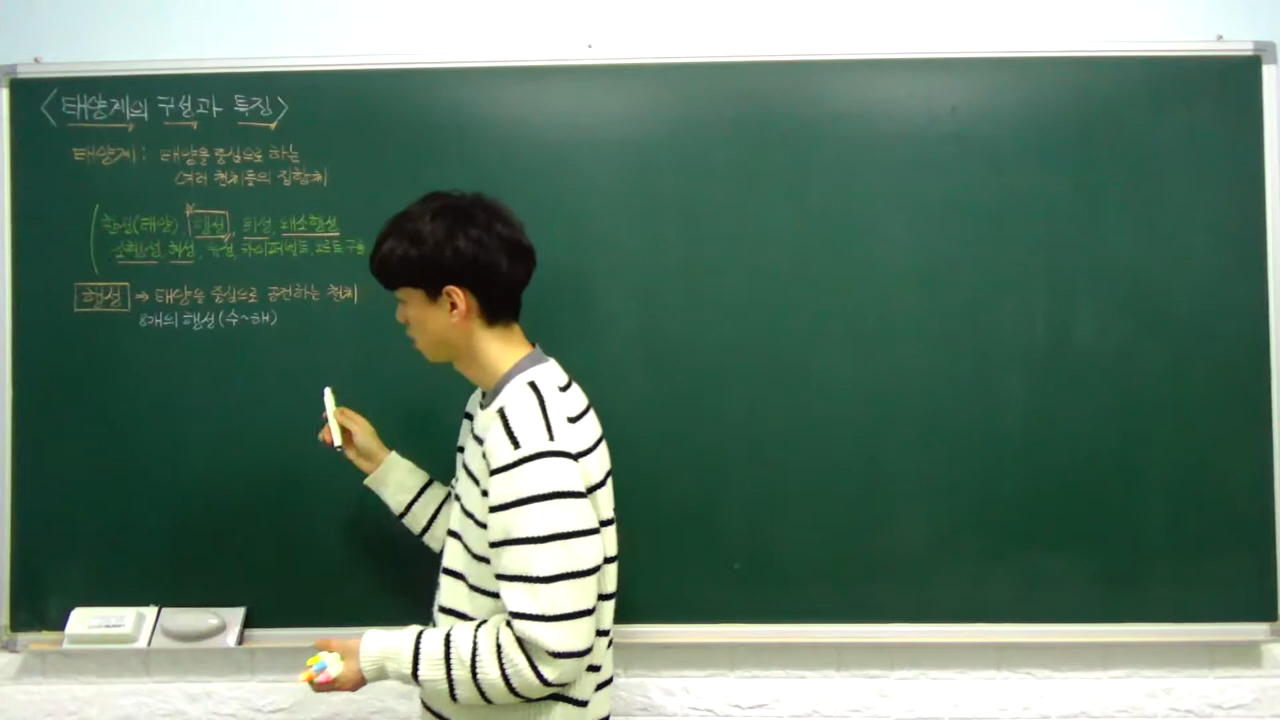 <태양계의 구성과 특징>
태양계 : 태양을 중심으로 하는
여러 천체들의 집합체
항성(태양), 행성, 위성, 왜소행성
소행성, 혜성, 유성, 카이퍼벨트, 오르트 구름
행성 ⇒ 태양을 중심으로 공전하는 천체
8개의 행성(수~해)